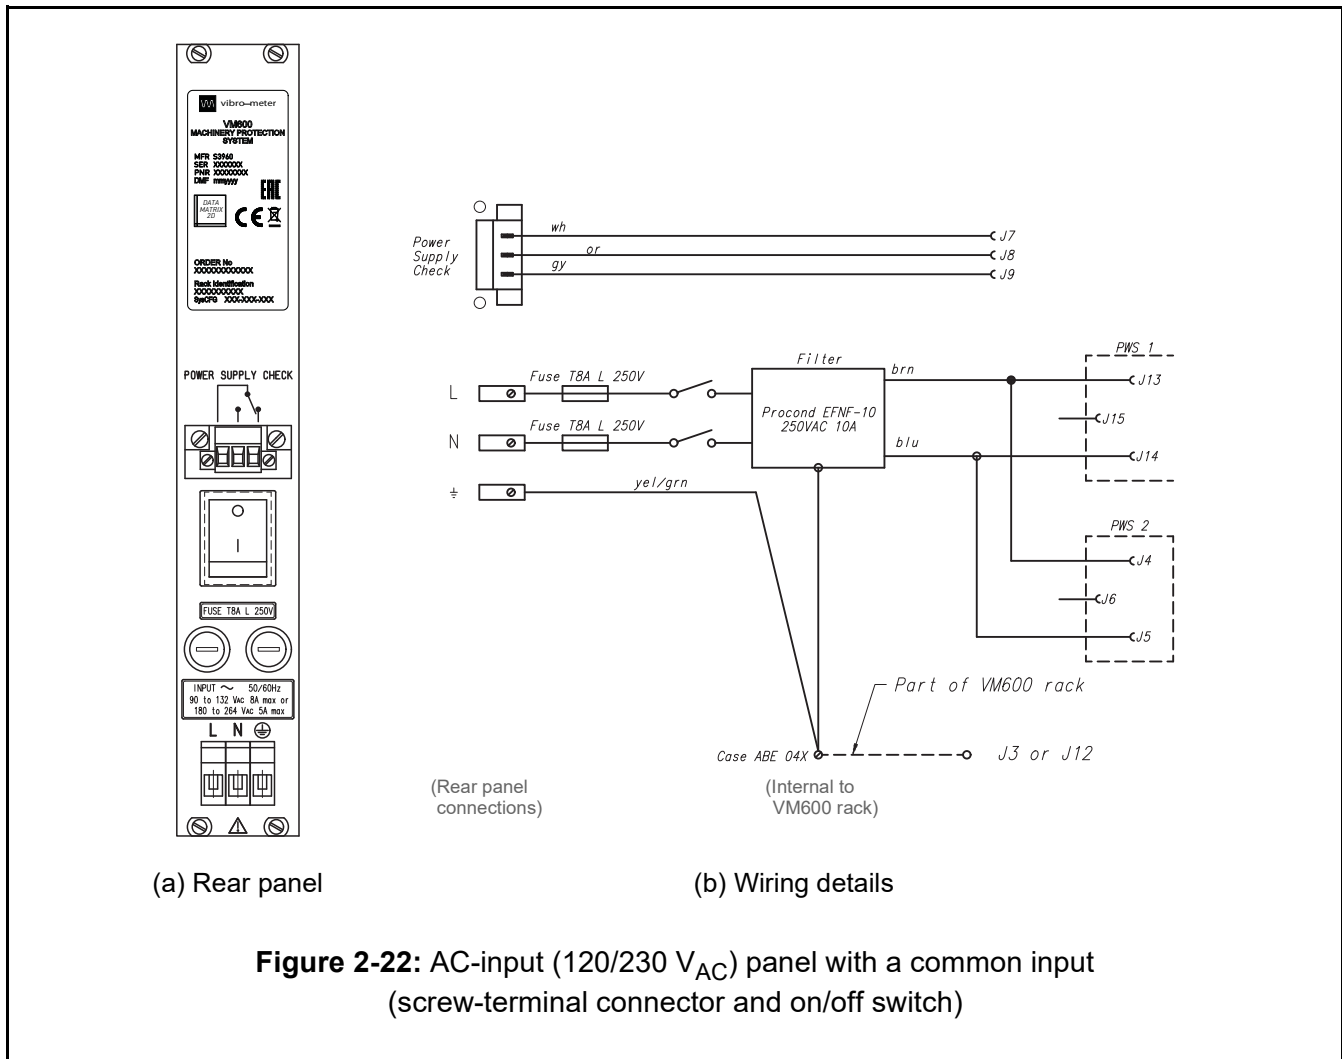 vibro-meter
VM600
MACHINERY PROTECTION
SYSTEM
MFR S3960
SER XXXXXXX
PNR XXXXXXXX
DMF mmyyyy
EAC
DATA
MATRIX
2D
CE
ORDER No
XXXXXXXXXXXXX
Rack Identification
XXXXXXXXXXX
SysCFG XXX-XXX-XXX
POWER SUPPLY CHECK
O
I
FUSE T8A L 250V
INPUT ~ 50/60Hz
90 to 132 VAC 8A max or
180 to 264 VAC 5A max
L N
(a) Rear panel
Power
Supply
Check
wh
or
gy
J7
J8
J9
L
Fuse T8A L 250V
N
Fuse T8A L 250V
yel/grn
Filter
Procond EFNF-10
250VAC 10A
brn
blu
PWS 1
J13
J15
J14
PWS 2
J4
J6
J5
Part of VM600 rack
Case ABE 04X
J3 or J12
(Rear panel
connections)
(Internal to
VM600 rack)
(b) Wiring details
Figure 2-22: AC-input (120/230 VAC) panel with a common input
(screw-terminal connector and on/off switch)